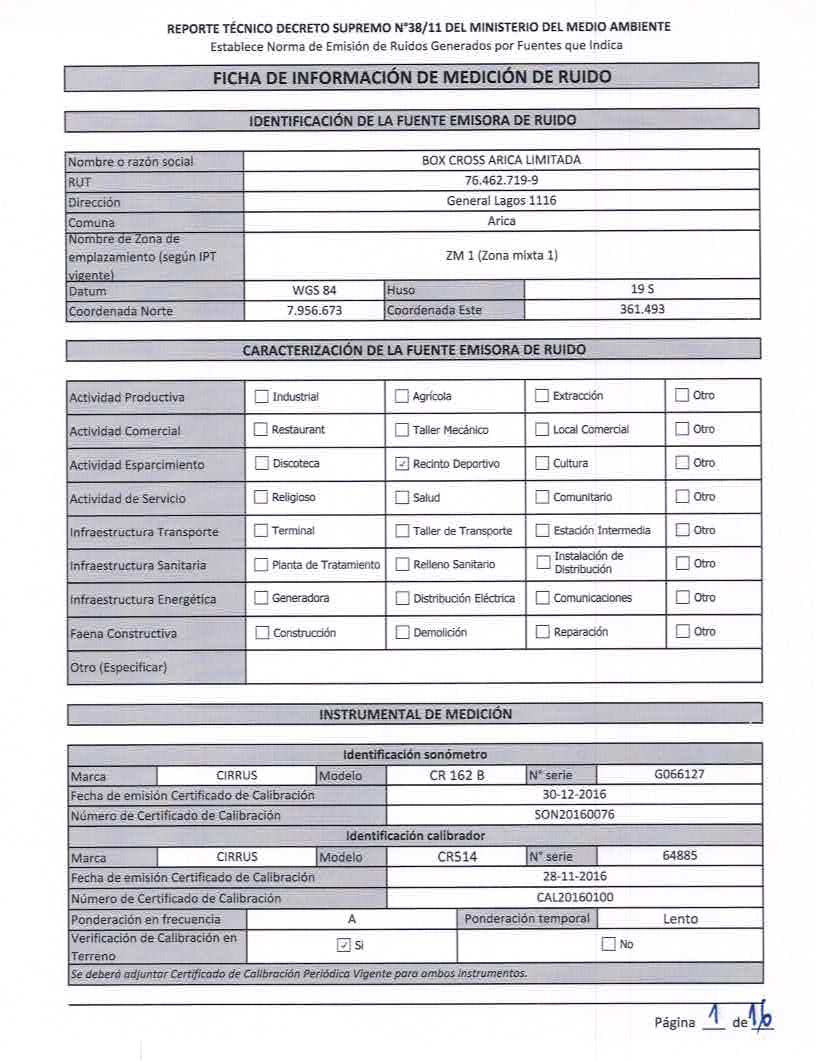 REPORTE TÉCNICO DECRETO SUPREMO N°38/11 DEL MINISTERIO DEL MEDIO AMBIENTE
Establece Norma de Emisión de Ruidos Generados por Fuentes que Indica
FICHA DE INFORMACIÓN DE MEDICIÓN DE RUIDO
IDENTIFICACIÓN DE LA FUENTE EMISORA DE RUIDO
Nombre o razón social BOX CROSS ARICA LIMITADA
RUT 76.462.719-9
Dirección General Lagos 1116
Comuna Arica
Nombre de Zona de
emplazamiento (según IPT ZM 1 (Zona mixta 1)
vigente)
Datum WGS 84 Huso 19 S
Coordenada Norte 7.956.673 Coordenada Este 361.493
CARACTERIZACIÓN DE LA FUENTE EMISORA DE RUIDO
Actividad Productiva ☐ Industrial ☐ Agrícola ☐ Extracción ☐ Otro
Actividad Comercial ☐ Restaurant ☐ Taller Mecánico ☐ Local Comercial ☐ Otro
Actividad Esparcimiento ☐ Discoteca ☑ Recinto Deportivo ☐ Cultura ☐ Otro
Actividad de Servicio ☐ Religioso ☐ Salud ☐ Comunitario ☐ Otro
Infraestructura Transporte ☐ Terminal ☐ Taller de Transporte ☐ Estación Intermedia ☐ Otro
Infraestructura Sanitaria ☐ Planta de Tratamiento ☐ Relleno Sanitario ☐ Instalación de Distribución ☐ Otro
Infraestructura Energética ☐ Generadora ☐ Distribución Eléctrica ☐ Comunicaciones ☐ Otro
Faena Constructiva ☐ Construcción ☐ Demolición ☐ Reparación ☐ Otro
Otro (Especificar)
INSTRUMENTAL DE MEDICIÓN
Identificación sonómetro
Marca CIRRUS Modelo CR 162 B N° serie G066127
Fecha de emisión Certificado de Calibración 30-12-2016
Número de Certificado de Calibración SON20160076
Identificación calibrador
Marca CIRRUS Modelo CR514 N° serie 64885
Fecha de emisión Certificado de Calibración 28-11-2016
Número de Certificado de Calibración CAL20160100
Ponderación en frecuencia A Ponderación temporal Lento
Verificación de Calibración en
Terreno ☑ Si ☐ No
Se deberá adjuntar Certificado de Calibración Periódica Vigente para ambos instrumentos.
Página 1 de 16